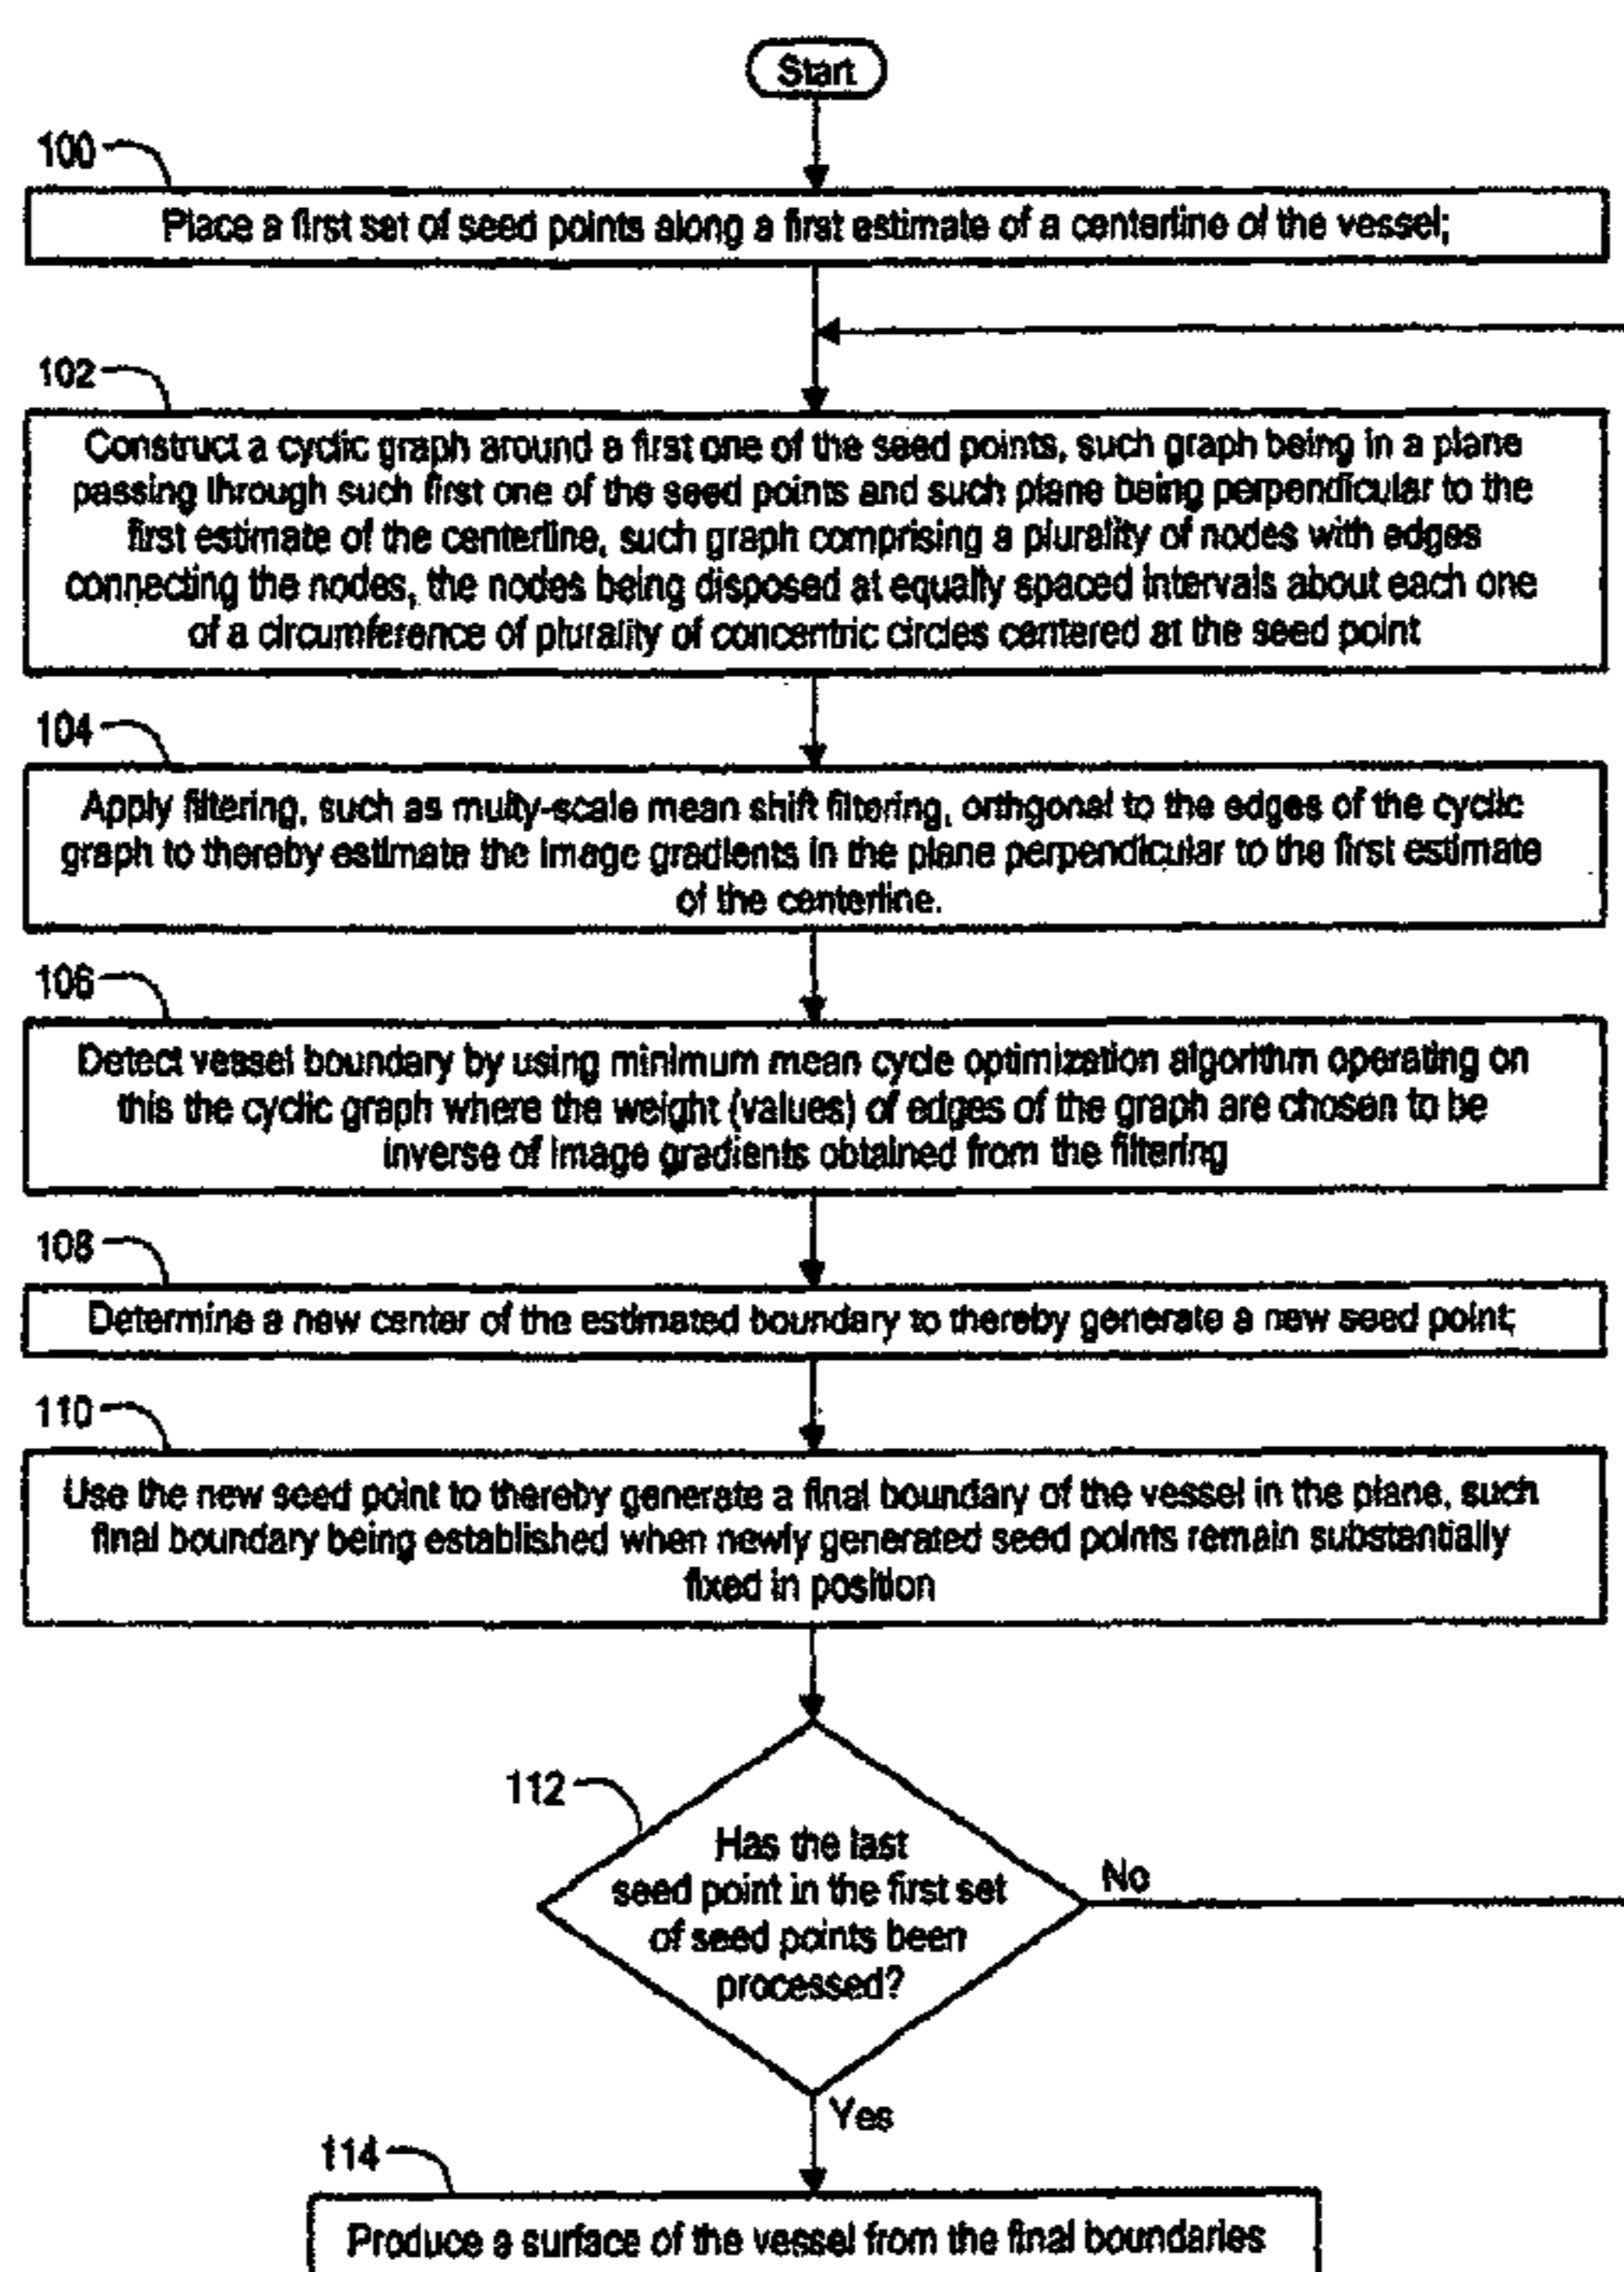 Start
100
Place a first set of seed points along a first estimate of a centerline of the vessel;
102
Construct a cyclic graph around a first one of the seed points, such graph being in a plane
passing through such first one of the seed points and such plane being perpendicular to the
first estimate of the centerline, such graph comprising a plurality of nodes with edges
connecting the nodes, the nodes being disposed at equally spaced intervals about each one
of a circumference of plurality of concentric circles centered at the seed point
104
Apply filtering, such as multy-scale mean shift filtering, orthgonal to the edges of the cyclic
graph to thereby estimate the image gradients in the plane perpendicular to the first estimate
of the centerline.
106
Detect vessel boundary by using minimum mean cycle optimization algorithm operating on
this the cyclic graph where the weight (values) of edges of the graph are chosen to be
inverse of image gradients obtained from the filtering
108
Determine a new center of the estimated boundary to thereby generate a new seed point;
110
Use the new seed point to thereby generate a final boundary of the vessel in the plane, such
final boundary being established when newly generated seed points remain substantially
fixed in position
112
Has the last
seed point in the first set
of seed points been
processed?
No
Yes
114
Produce a surface of the vessel from the final boundaries